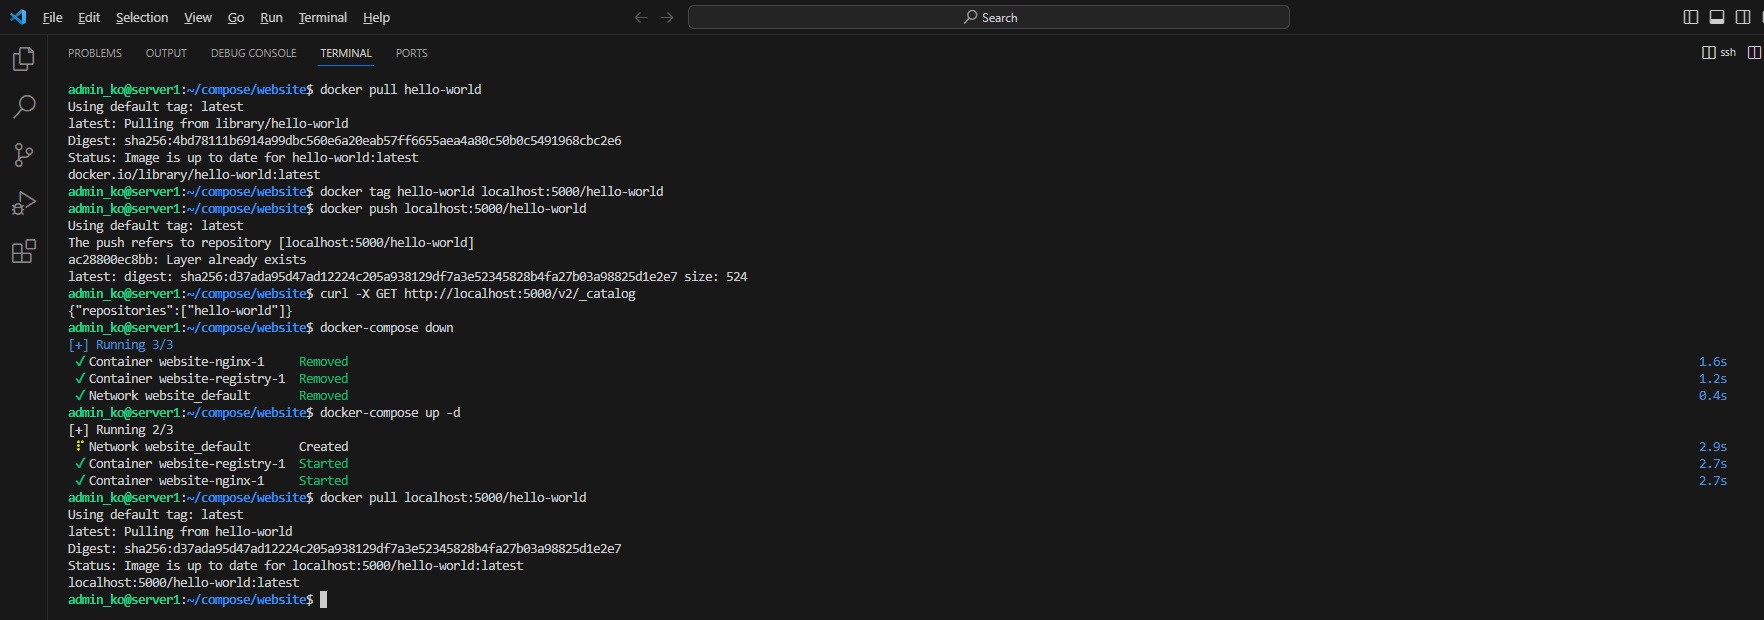 File Edit Selection View Go Run Terminal Help
Search
PROBLEMS OUTPUT DEBUG CONSOLE TERMINAL PORTS
ssh
admin_ko@server1:~/compose/website$ docker pull hello-world
Using default tag: latest
latest: Pulling from library/hello-world
Digest: sha256:4bd78111b6914a99dbc560e6a20eab57ff6655aea4a80c50b0c5491968cbc2e6
Status: Image is up to date for hello-world:latest
docker.io/library/hello-world:latest
admin_ko@server1:~/compose/website$ docker tag hello-world localhost:5000/hello-world
admin_ko@server1:~/compose/website$ docker push localhost:5000/hello-world
Using default tag: latest
The push refers to repository [localhost:5000/hello-world]
ac28800ec8bb: Layer already exists
latest: digest: sha256:d37ada95d47ad12224c205a938129df7a3e52345828b4fa27b03a98825d1e2e7 size: 524
admin_ko@server1:~/compose/website$ curl -X GET http://localhost:5000/v2/_catalog
{"repositories":["hello-world"]}
admin_ko@server1:~/compose/website$ docker-compose down
[+] Running 3/3
✔ Container website-nginx-1 Removed 1.6s
✔ Container website-registry-1 Removed 1.2s
✔ Network website_default Removed 0.4s
admin_ko@server1:~/compose/website$ docker-compose up -d
[+] Running 2/3
⠏ Network website_default Created 2.9s
✔ Container website-registry-1 Started 2.7s
✔ Container website-nginx-1 Started 2.7s
admin_ko@server1:~/compose/website$ docker pull localhost:5000/hello-world
Using default tag: latest
latest: Pulling from hello-world
Digest: sha256:d37ada95d47ad12224c205a938129df7a3e52345828b4fa27b03a98825d1e2e7
Status: Image is up to date for localhost:5000/hello-world:latest
localhost:5000/hello-world:latest
admin_ko@server1:~/compose/website$